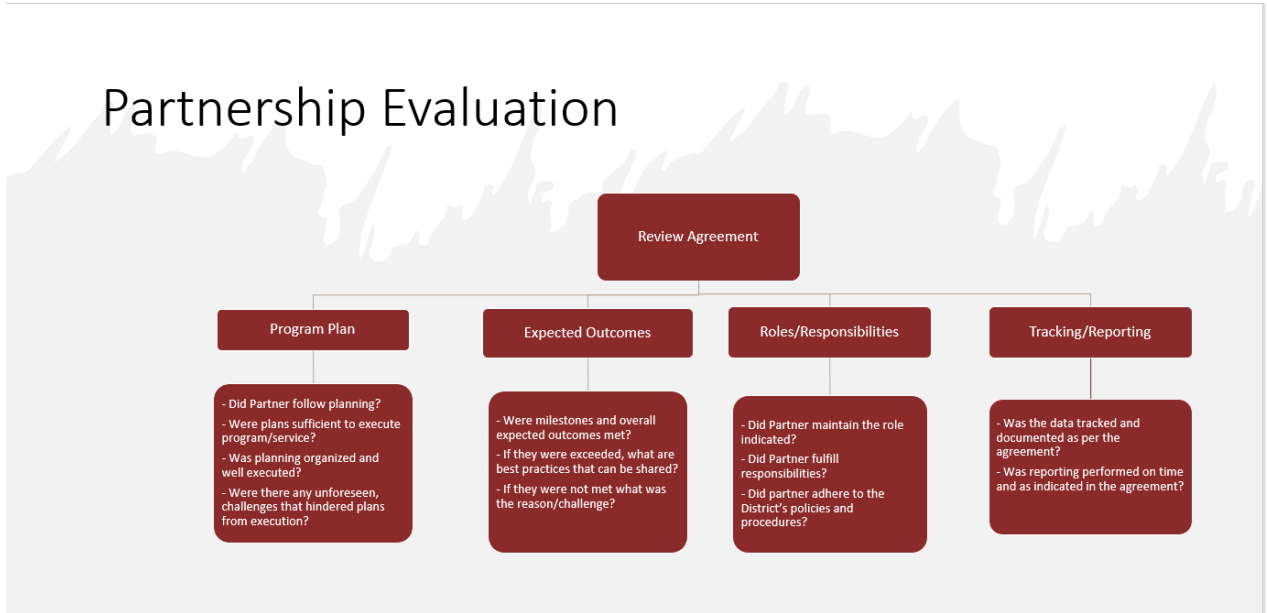 Partnership Evaluation
Review Agreement
Program Plan
Expected Outcomes
Roles/Responsibilities
Tracking/Reporting
- Did Partner follow planning?
- Were plans sufficient to execute
program/service?
- Was planning organized and
well executed?
- Were there any unforeseen,
challenges that hindered plans
from execution?
- Were milestones and overall
expected outcomes met?
- If they were exceeded, what are
best practices that can be shared?
- If they were not met what was
the reason/challenge?
- Did Partner maintain the role
indicated?
- Did Partner fulfill
responsibilities?
- Did partner adhere to the
District's policies and
procedures?
- Was the data tracked and
documented as per the
agreement?
- Was reporting performed on time
and as indicated in the agreement?